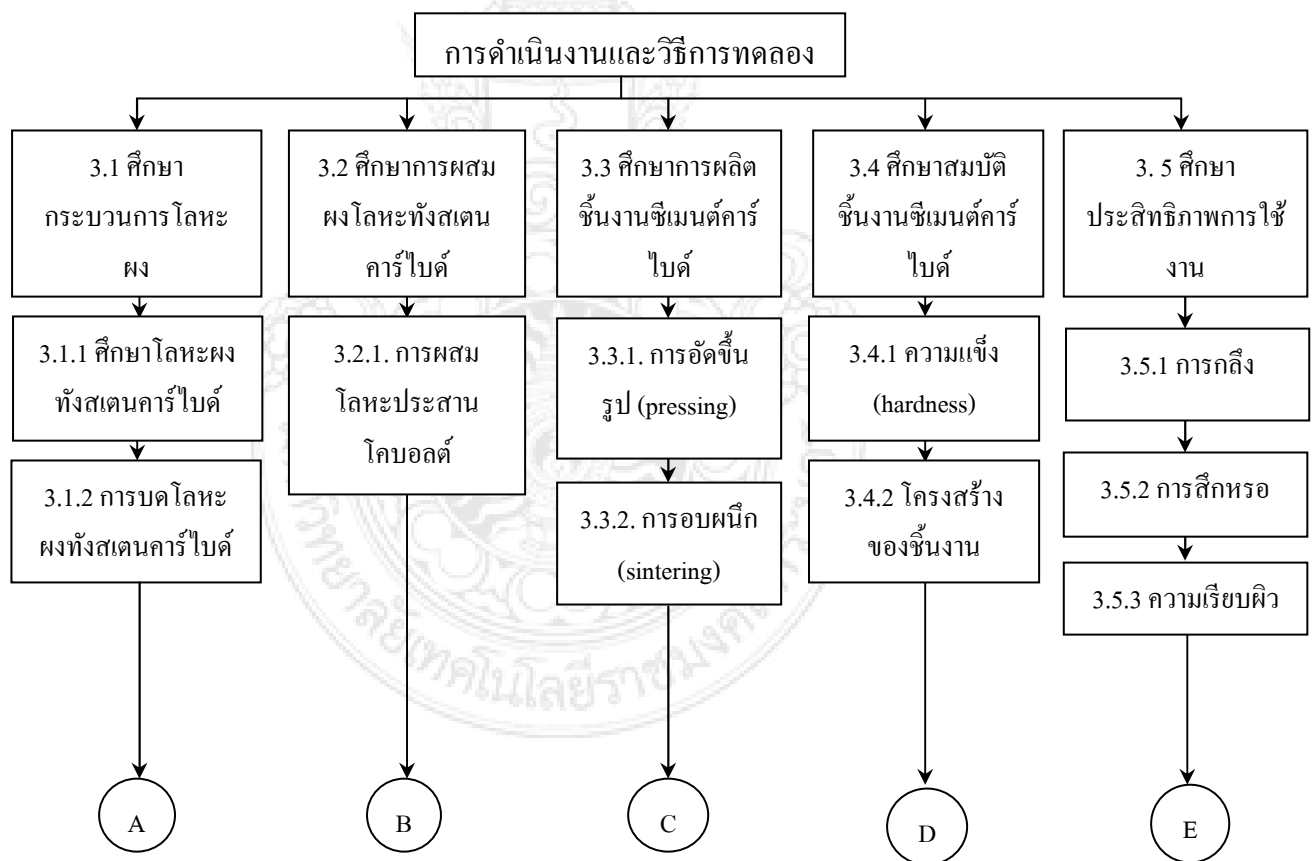 การดำเนินงานและวิธีการทดลอง
3.1 ศึกษา
กระบวนการโลหะ
ผง
3.2 ศึกษาการผสม
ผงโลหะทังสเตน
คาร์ไบด์
3.3 ศึกษาการผลิต
ชิ้นงานซีเมนต์คาร์
ไบด์
3.4 ศึกษาสมบัติ
ชิ้นงานซีเมนต์คาร์
ไบด์
3. 5 ศึกษา
ประสิทธิภาพการใช้
งาน
3.1.1 ศึกษาโลหะผง
ทังสเตนคาร์ไบด์
3.2.1. การผสม
โลหะประสาน
โคบอลต์
3.3.1. การอัดขึ้น
รูป (pressing)
3.4.1 ความแข็ง
(hardness)
3.5.1 การกลึง
3.1.2 การบดโลหะ
ผงทังสเตนคาร์ไบด์
3.3.2. การอบผนึก
(sintering)
3.4.2 โครงสร้าง
ของชิ้นงาน
3.5.2 การสึกหรอ
3.5.3 ความเรียบผิว
A
B
C
D
E